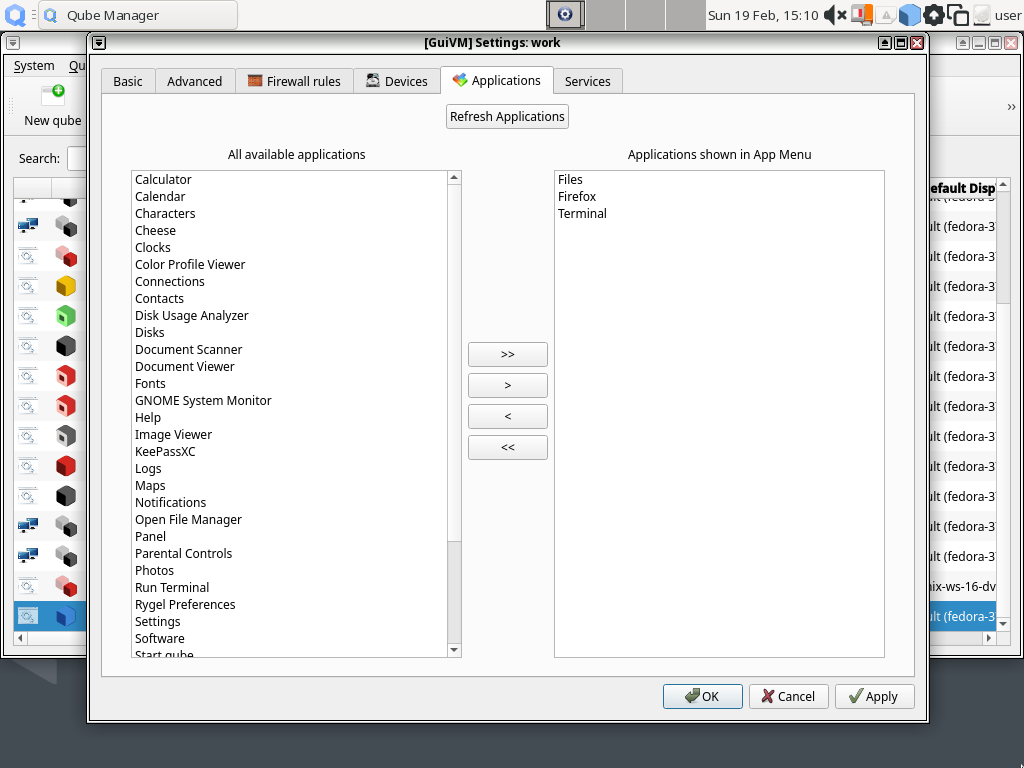 Qube Manager
Sun 19 Feb, 15:10
user
[GuiVM] Settings: work
System Qu
New qube
Search:
Basic
Advanced
Firewall rules
Devices
Applications
Services
Refresh Applications
All available applications
Applications shown in App Menu
Calculator
Calendar
Characters
Cheese
Clocks
Color Profile Viewer
Connections
Contacts
Disk Usage Analyzer
Disks
Document Scanner
Document Viewer
Fonts
GNOME System Monitor
Help
Image Viewer
KeePassXC
Logs
Maps
Notifications
Open File Manager
Panel
Parental Controls
Photos
Run Terminal
Rygel Preferences
Settings
Software
Start qube
>>
>
<
<<
Files
Firefox
Terminal
efault Disp
ult (fedora-3
ult (fedora-3
ult (fedora-3
ult (fedora-3
ult (fedora-3
ult (fedora-3
ult (fedora-3
ult (fedora-3
ult (fedora-3
ult (fedora-3
ult (fedora-3
ult (fedora-3
nix-ws-16-dv
ult (fedora-3
OK
Cancel
Apply